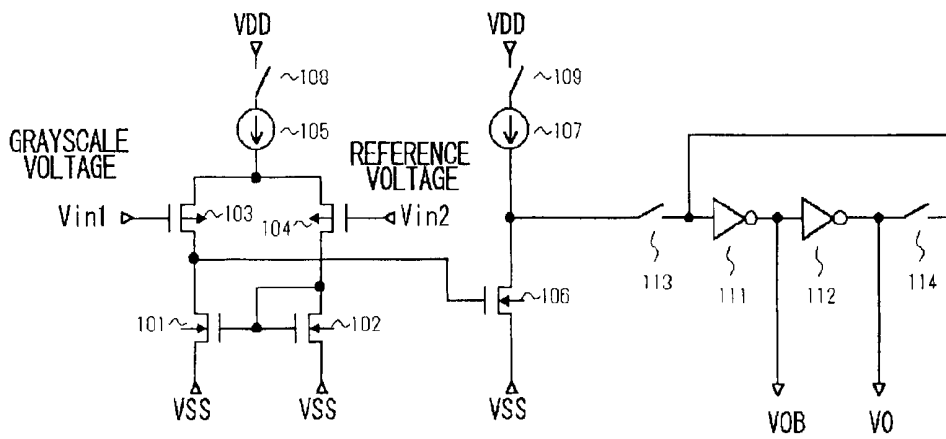 VDD
VDD
~108
~109
~105
~107
GRAYSCALE
VOLTAGE
REFERENCE
VOLTAGE
Vin1
~103
104~
Vin2
113
111
112
114
~106
101~
~102
VSS
VSS
VSS
VOB
VO